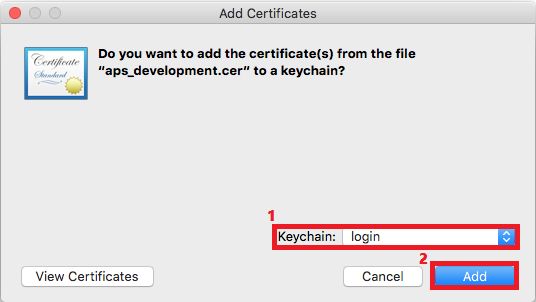 Add Certificates
Certificate
Standard
Do you want to add the certificate(s) from the file
“aps_development.cer” to a keychain?
1
Keychain: login
2
View Certificates
Cancel
Add